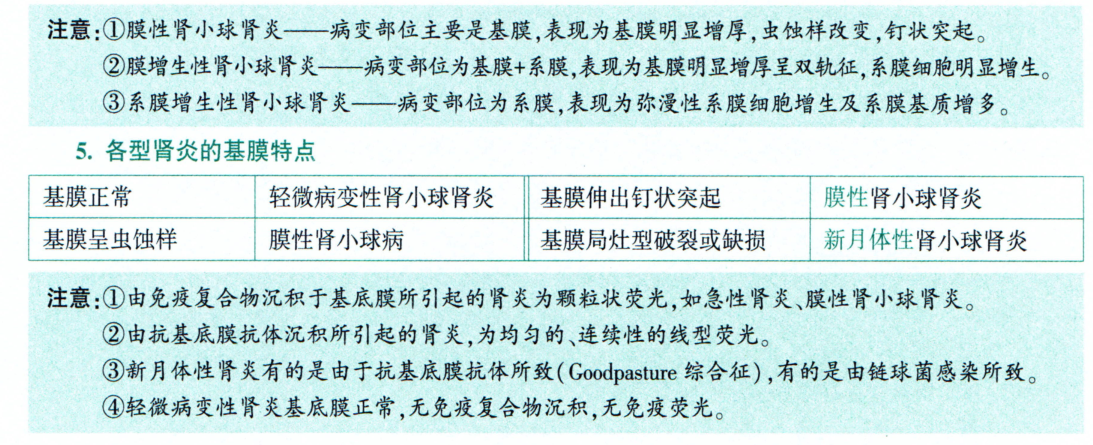 注意:①膜性肾小球肾炎——病变部位主要是基膜,表现为基膜明显增厚,虫蚀样改变,钉状突起。
②膜增生性肾小球肾炎——病变部位为基膜+系膜,表现为基膜明显增厚呈双轨征,系膜细胞明显增生。
③系膜增生性肾小球肾炎——病变部位为系膜,表现为弥漫性系膜细胞增生及系膜基质增多。
5. 各型肾炎的基膜特点
基膜正常 轻微病变性肾小球肾炎 基膜伸出钉状突起 膜性肾小球肾炎
基膜呈虫蚀样 膜性肾小球病 基膜局灶型破裂或缺损 新月体性肾小球肾炎
注意:①由免疫复合物沉积于基底膜所引起的肾炎为颗粒状荧光,如急性肾炎、膜性肾小球肾炎。
②由抗基底膜抗体沉积所引起的肾炎,为均匀的、连续性的线型荧光。
③新月体性肾炎有的是由于抗基底膜抗体所致(Goodpasture 综合征),有的是由链球菌感染所致。
④轻微病变性肾炎基底膜正常,无免疫复合物沉积,无免疫荧光。